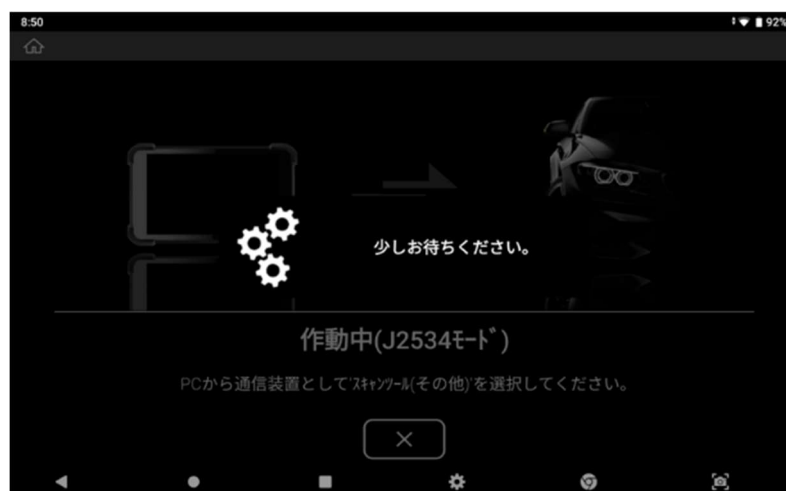 8:50
92%
少しお待ちください。
作動中(J2534ﾓｰﾄﾞ)
PCから通信装置として'ｽｷｬﾝﾂｰﾙ(その他)'を選択してください。